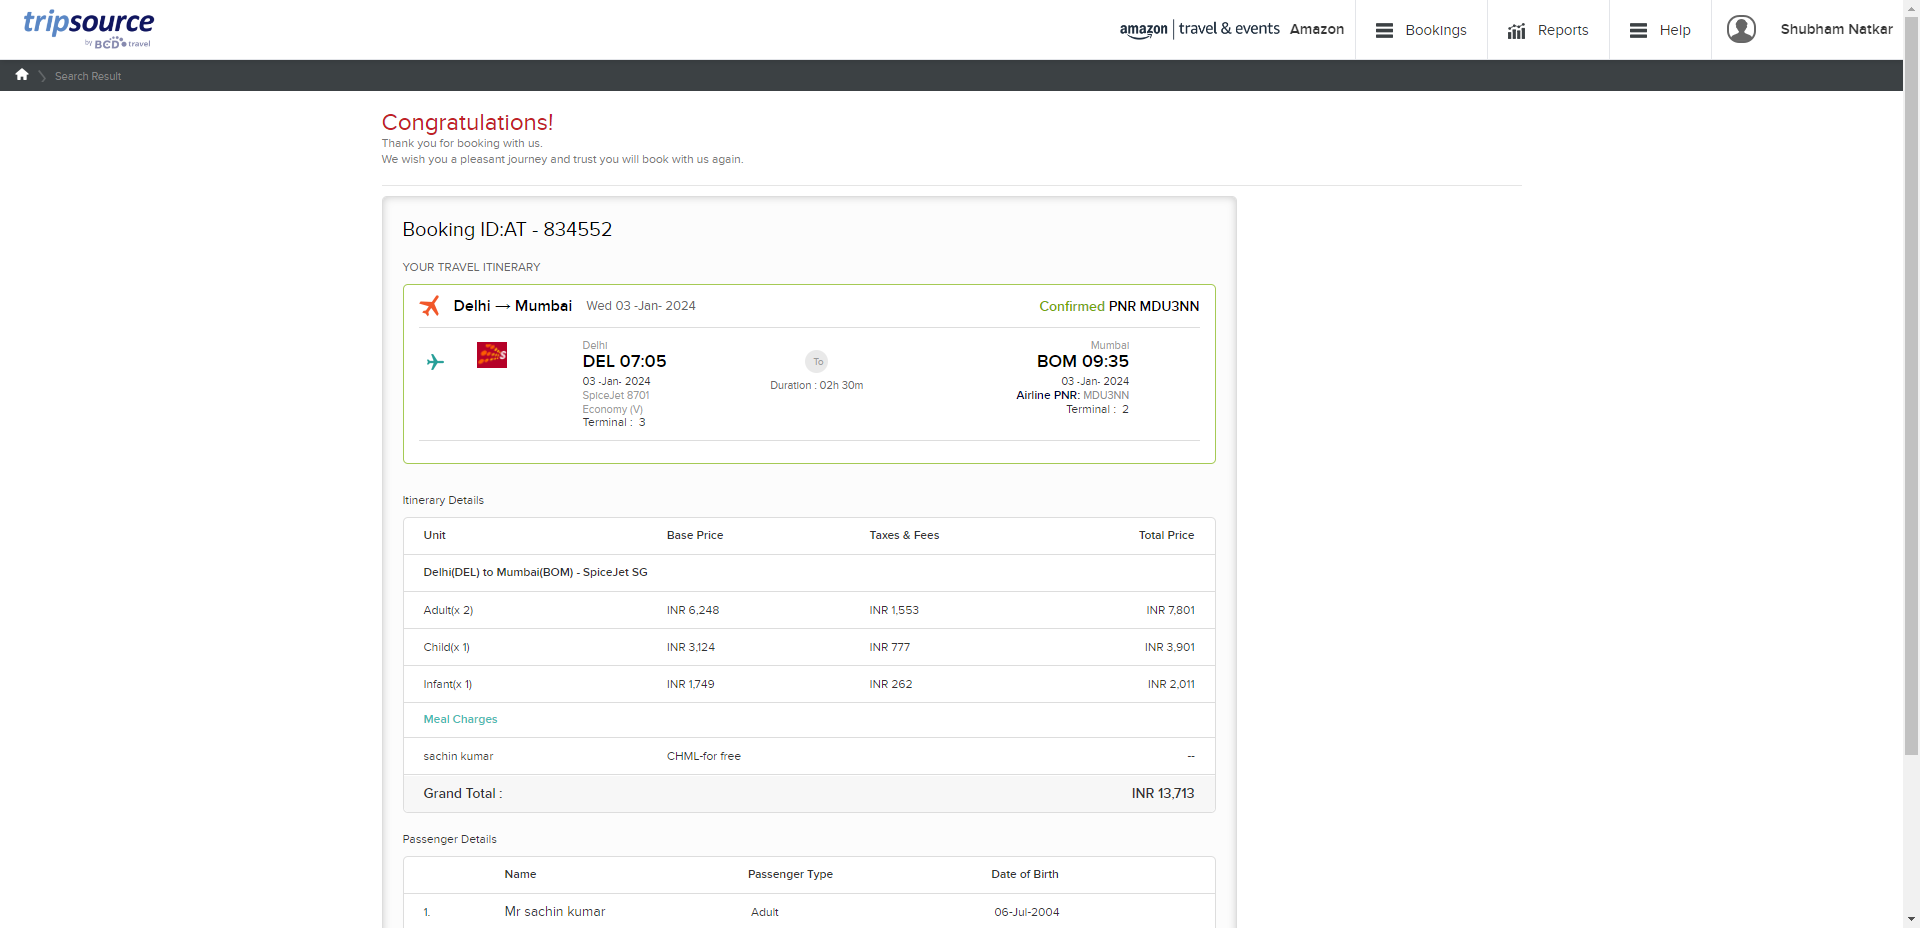 tripsource
by BCD travel
amazon | travel & events Amazon
Bookings
Reports
Help
Shubham Natkar
Search Result
Congratulations!
Thank you for booking with us.
We wish you a pleasant journey and trust you will book with us again.
Booking ID:AT - 834552
YOUR TRAVEL ITINERARY
Delhi → Mumbai Wed 03 -Jan- 2024 Confirmed PNR MDU3NN
Delhi
DEL 07:05
03 -Jan- 2024
SpiceJet 8701
Economy (V)
Terminal : 3
To
Duration : 02h 30m
Mumbai
BOM 09:35
03 -Jan- 2024
Airline PNR: MDU3NN
Terminal : 2
Itinerary Details
Unit Base Price Taxes & Fees Total Price
Delhi(DEL) to Mumbai(BOM) - SpiceJet SG
Adult(x 2) INR 6,248 INR 1,553 INR 7,801
Child(x 1) INR 3,124 INR 777 INR 3,901
Infant(x 1) INR 1,749 INR 262 INR 2,011
Meal Charges
sachin kumar CHML-for free --
Grand Total : INR 13,713
Passenger Details
Name Passenger Type Date of Birth
1. Mr sachin kumar Adult 06-Jul-2004